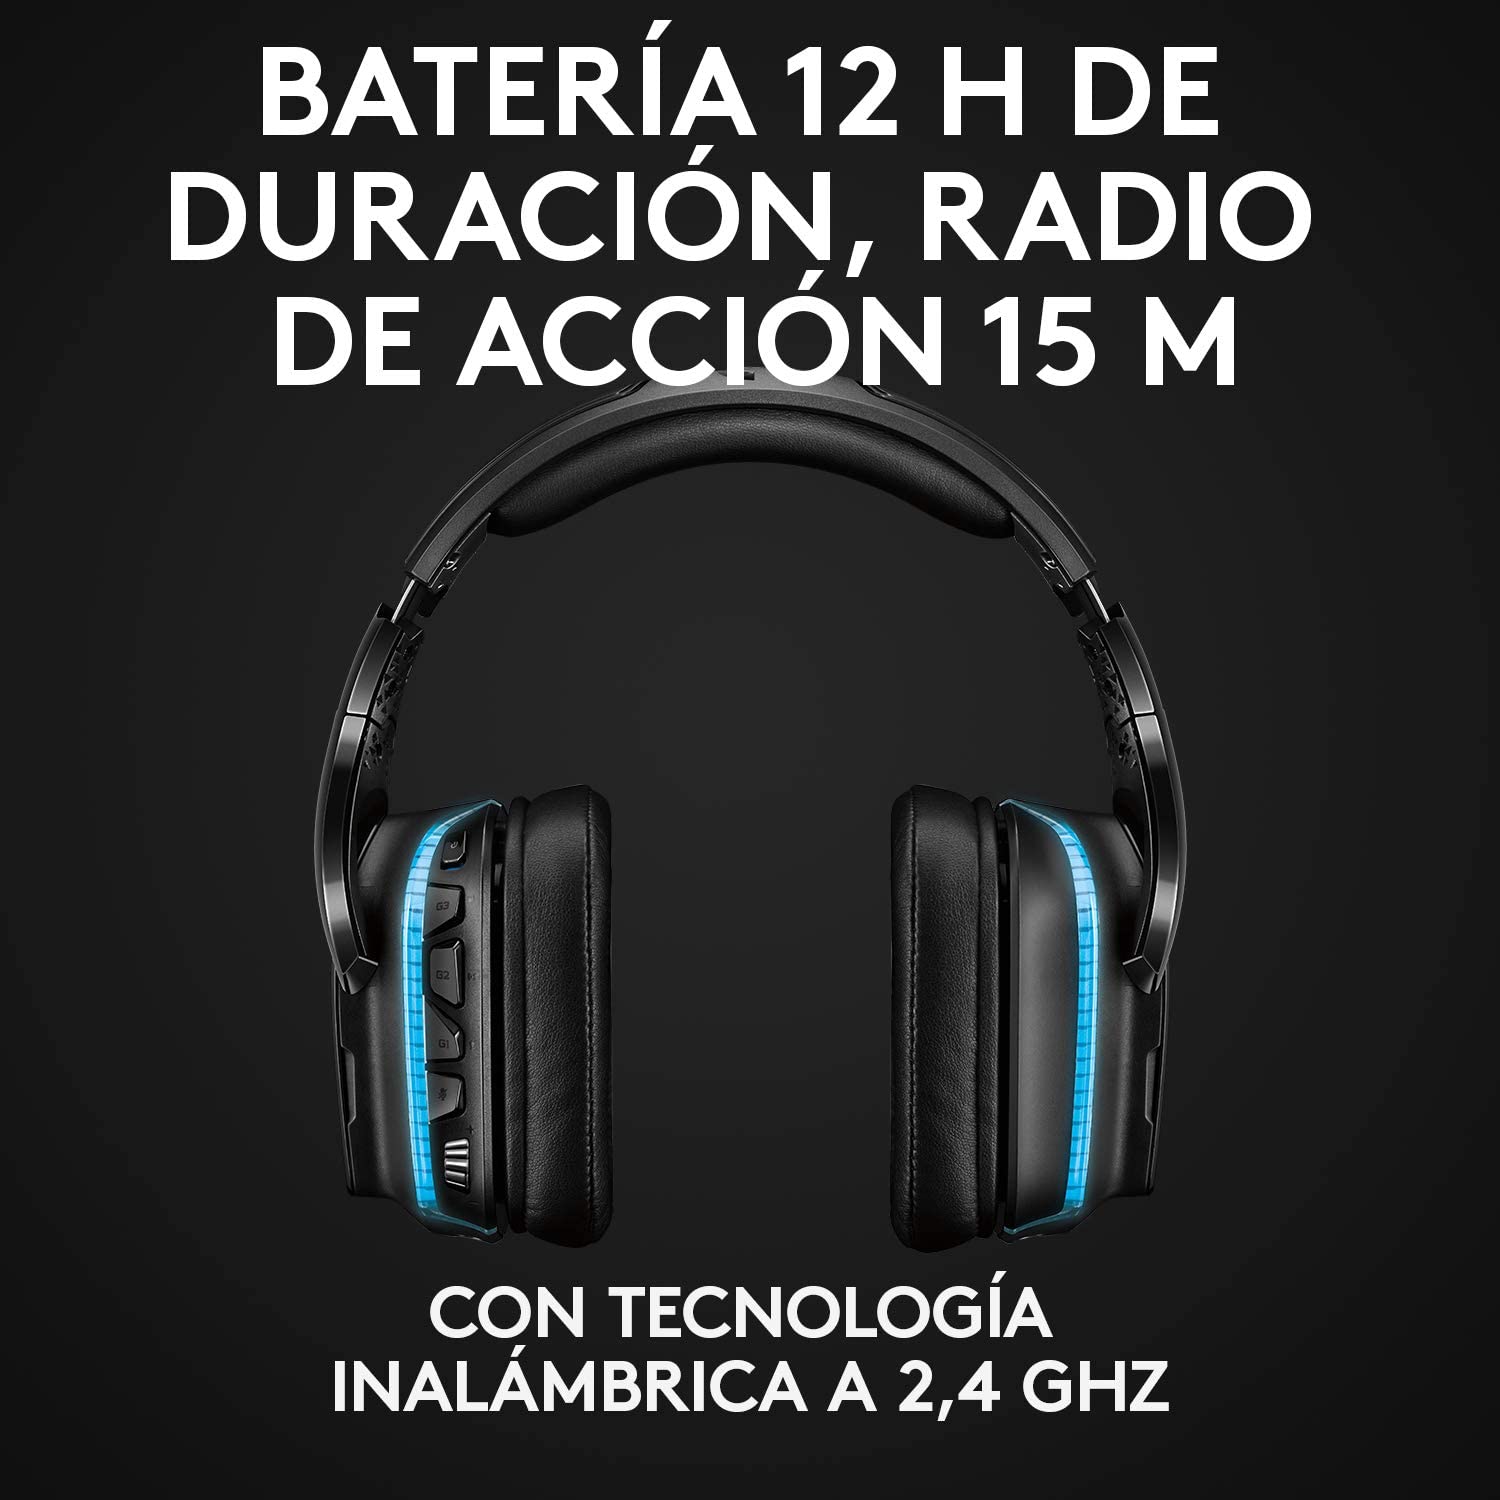 BATERÍA 12 H DE
DURACIÓN, RADIO
DE ACCIÓN 15 M
G3
G2
G1
+
-
CON TECNOLOGÍA
INALÁMBRICA A 2,4 GHZ